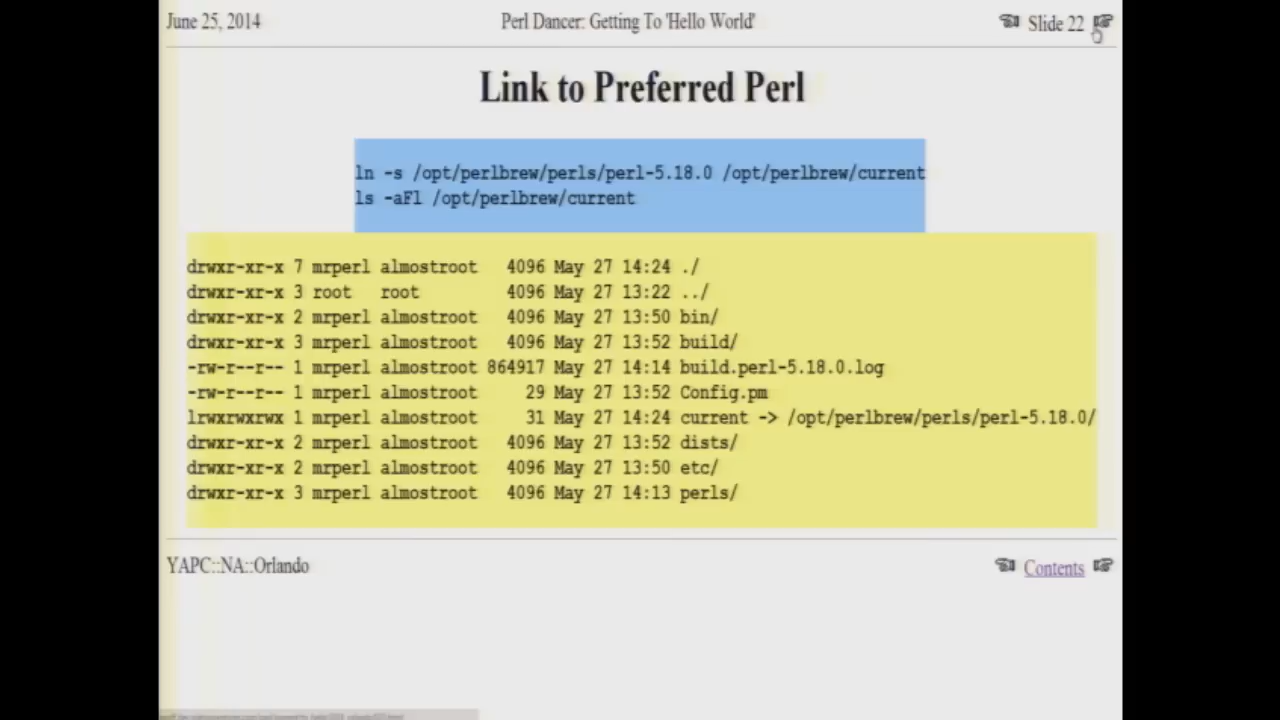 June 25, 2014
Perl Dancer: Getting To 'Hello World'
Slide 22
Link to Preferred Perl
ln -s /opt/perlbrew/perls/perl-5.18.0 /opt/perlbrew/current
ls -aFl /opt/perlbrew/current
drwxr-xr-x 7 mrperl almostroot   4096 May 27 14:24 ./
drwxr-xr-x 3 root   root         4096 May 27 13:22 ../
drwxr-xr-x 2 mrperl almostroot   4096 May 27 13:50 bin/
drwxr-xr-x 3 mrperl almostroot   4096 May 27 13:52 build/
-rw-r--r-- 1 mrperl almostroot 864917 May 27 14:14 build.perl-5.18.0.log
-rw-r--r-- 1 mrperl almostroot     29 May 27 13:52 Config.pm
lrwxrwxrwx 1 mrperl almostroot     31 May 27 14:24 current -> /opt/perlbrew/perls/perl-5.18.0/
drwxr-xr-x 2 mrperl almostroot   4096 May 27 13:52 dists/
drwxr-xr-x 2 mrperl almostroot   4096 May 27 13:50 etc/
drwxr-xr-x 3 mrperl almostroot   4096 May 27 14:13 perls/
YAPC::NA::Orlando
Contents